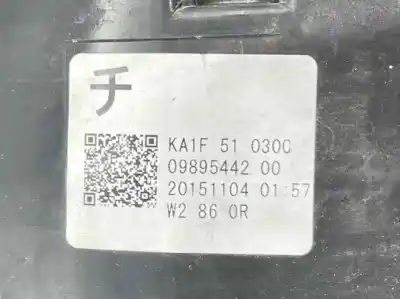 チ
KA1F 51 0300
09895442 00
20151104 01:57
W2 86 0R